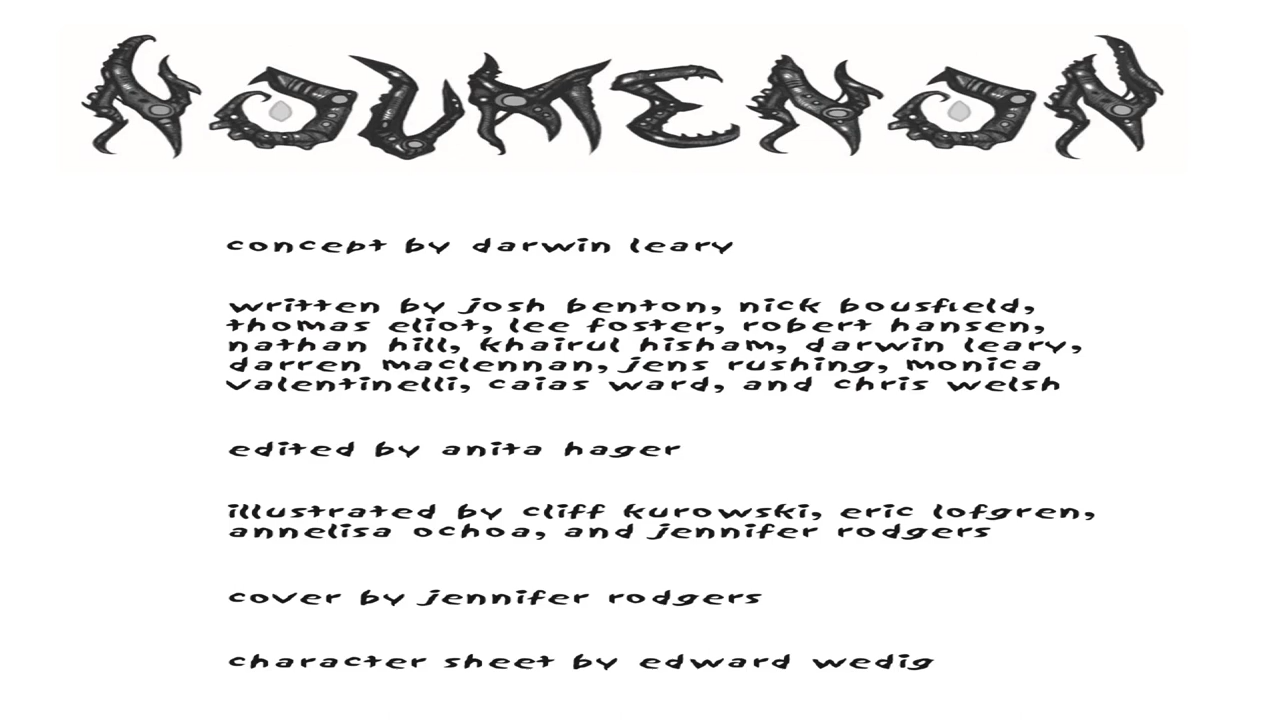 NOUMENON
concept by darwin leary
written by josh benton, nick bousfield,
thomas eliot, lee foster, robert hansen,
nathan hill, khairul hisham, darwin leary,
darren maclennan, jens rushing, monica
valentinelli, caias ward, and chris welsh
edited by anita hager
illustrated by cliff kurowski, eric lofgren,
annelisa ochoa, and jennifer rodgers
cover by jennifer rodgers
character sheet by edward wedig